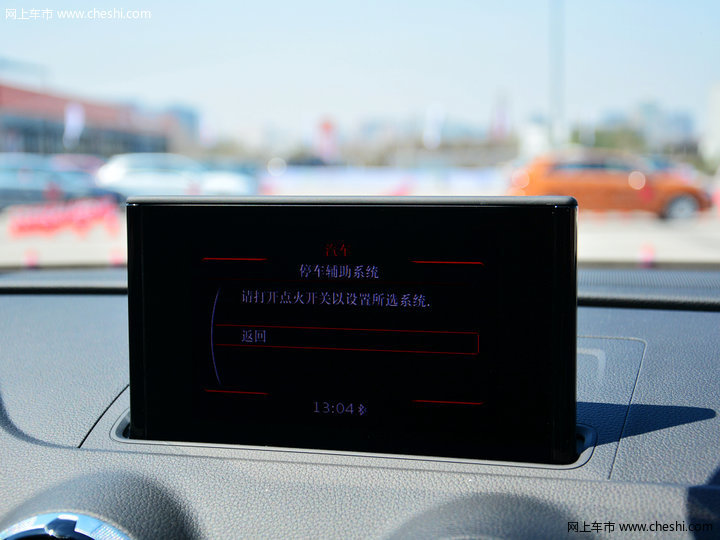 网上车市 www.cheshi.com
汽车
停车辅助系统
请打开点火开关以设置所选系统.
返回
13:04
网上车市 www.cheshi.com